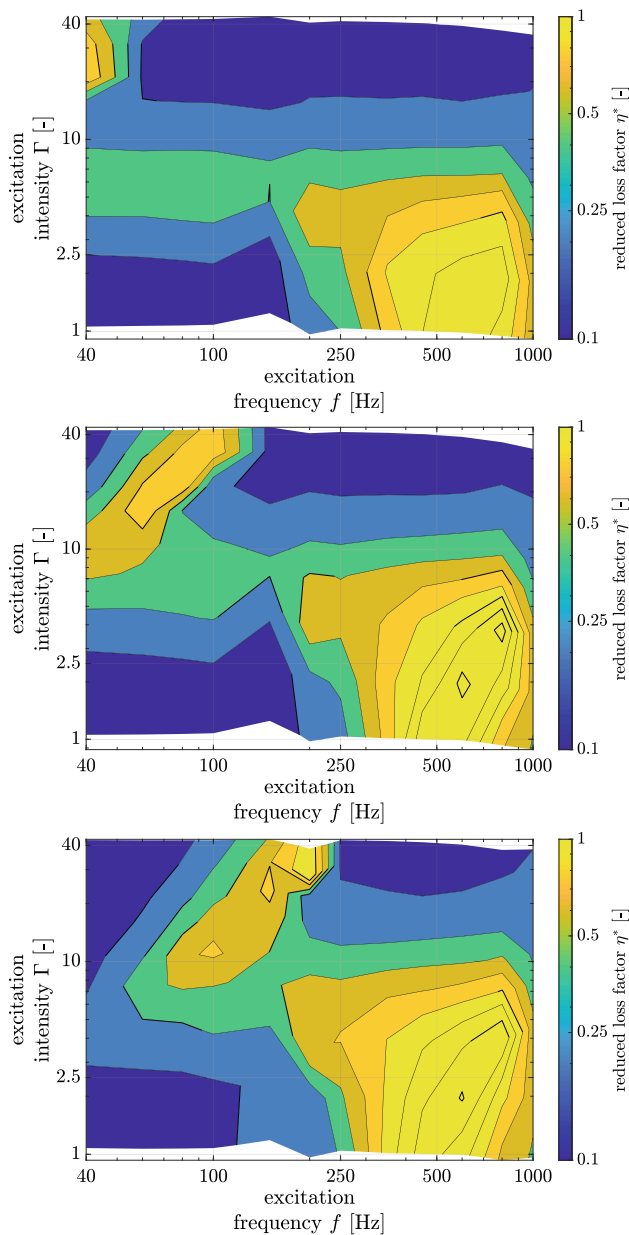 40
10
2.5
1
excitation
intensity Γ [-]
40
100
250
500
1000
excitation
frequency f [Hz]
1
0.5
0.25
0.1
reduced loss factor η* [-]
40
10
2.5
1
excitation
intensity Γ [-]
40
100
250
500
1000
excitation
frequency f [Hz]
1
0.5
0.25
0.1
reduced loss factor η* [-]
40
10
2.5
1
excitation
intensity Γ [-]
40
100
250
500
1000
excitation
frequency f [Hz]
1
0.5
0.25
0.1
reduced loss factor η* [-]